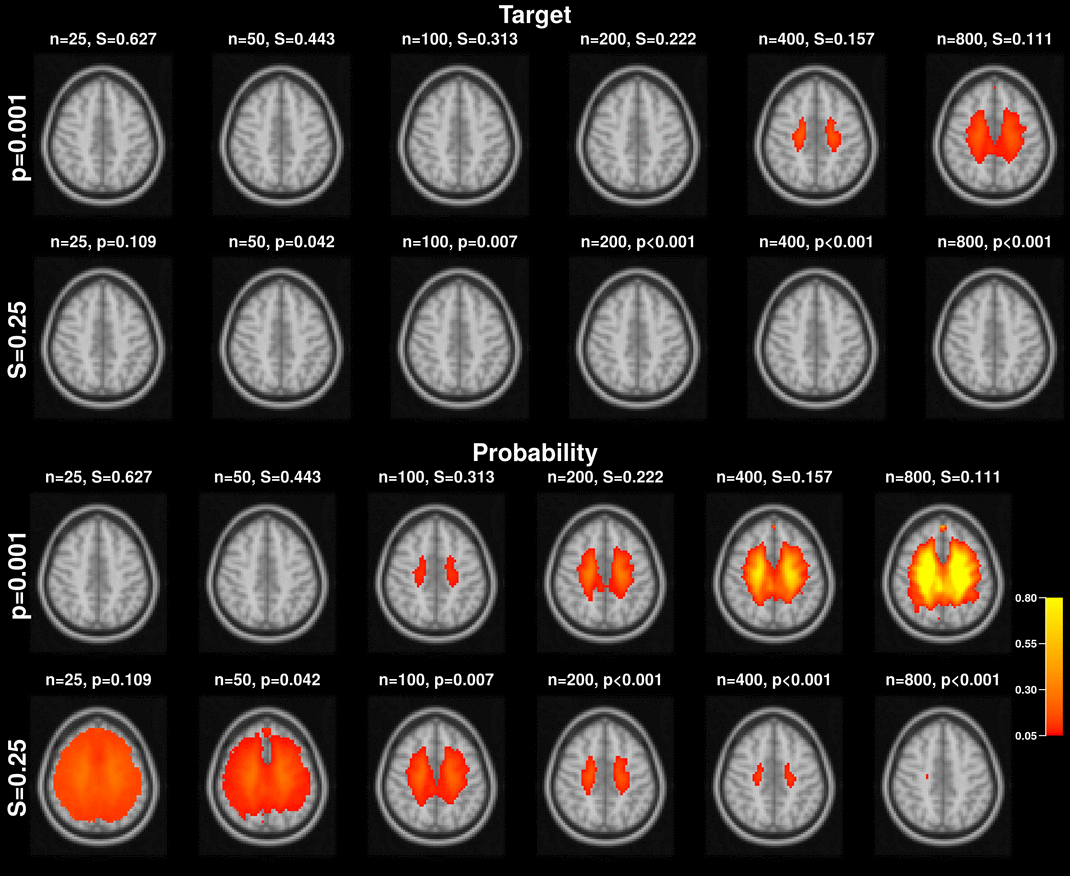 Target
n=25, S=0.627 n=50, S=0.443 n=100, S=0.313 n=200, S=0.222 n=400, S=0.157 n=800, S=0.111
p=0.001
n=25, p=0.109 n=50, p=0.042 n=100, p=0.007 n=200, p<0.001 n=400, p<0.001 n=800, p<0.001
S=0.25
Probability
n=25, S=0.627 n=50, S=0.443 n=100, S=0.313 n=200, S=0.222 n=400, S=0.157 n=800, S=0.111
p=0.001
n=25, p=0.109 n=50, p=0.042 n=100, p=0.007 n=200, p<0.001 n=400, p<0.001 n=800, p<0.001
S=0.25
0.80
0.55
0.30
0.05